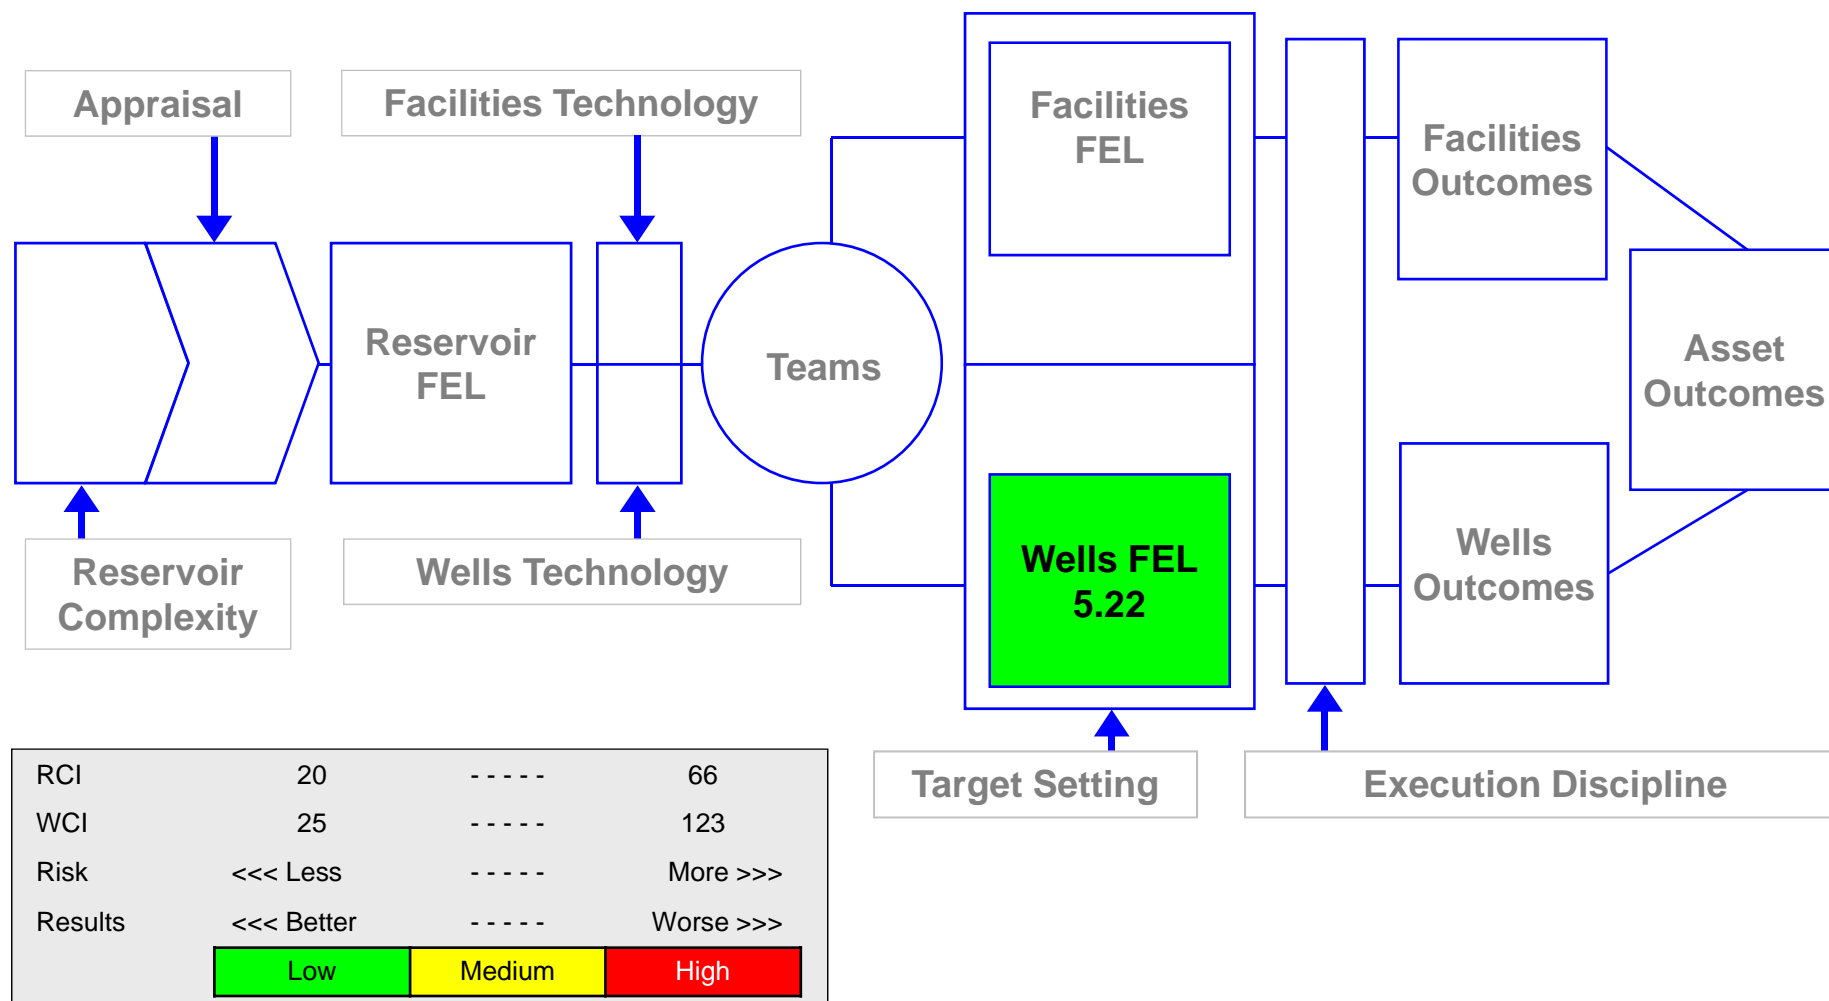 Appraisal
Facilities Technology
Facilities
FEL
Facilities
Outcomes
Reservoir
FEL
Teams
Asset
Outcomes
Reservoir
Complexity
Wells Technology
Wells FEL
5.22
Wells
Outcomes
Target Setting
Execution Discipline
RCI 20 - - - - - 66
WCI 25 - - - - - 123
Risk <<< Less - - - - - More >>>
Results <<< Better - - - - - Worse >>>
Low Medium High